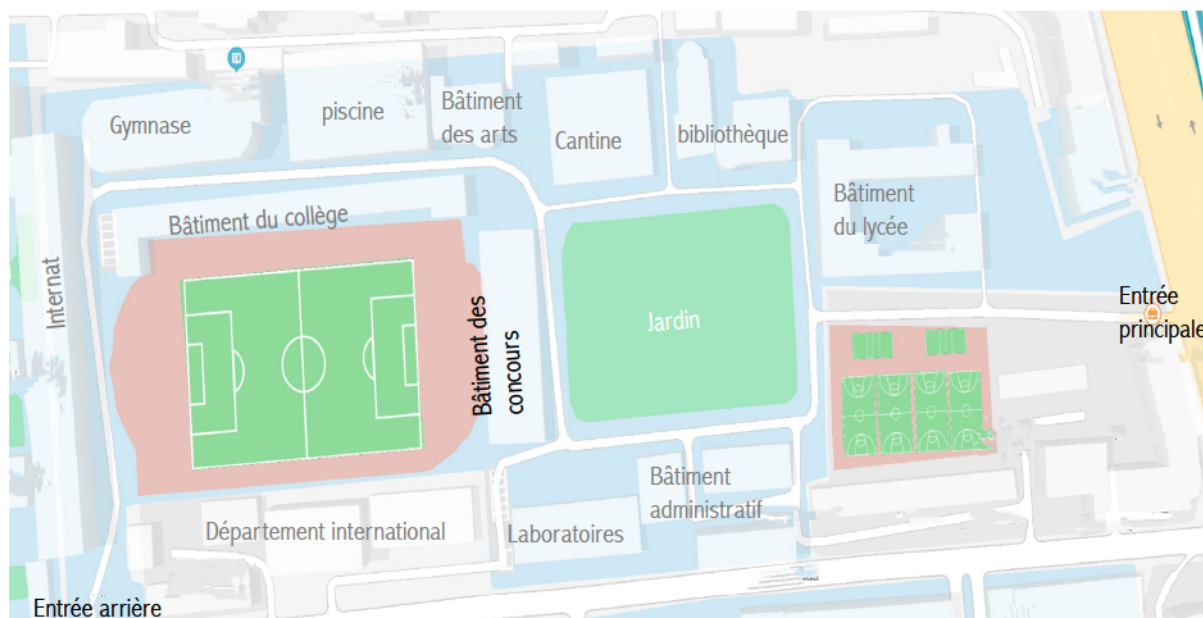 Gymnase
piscine
Bâtiment
des arts
Cantine
bibliothèque
Bâtiment
du lycée
Bâtiment du collège
Internat
Bâtiment des
concours
Jardin
Entrée
principale
Département international
Laboratoires
Bâtiment
administratif
Entrée arrière